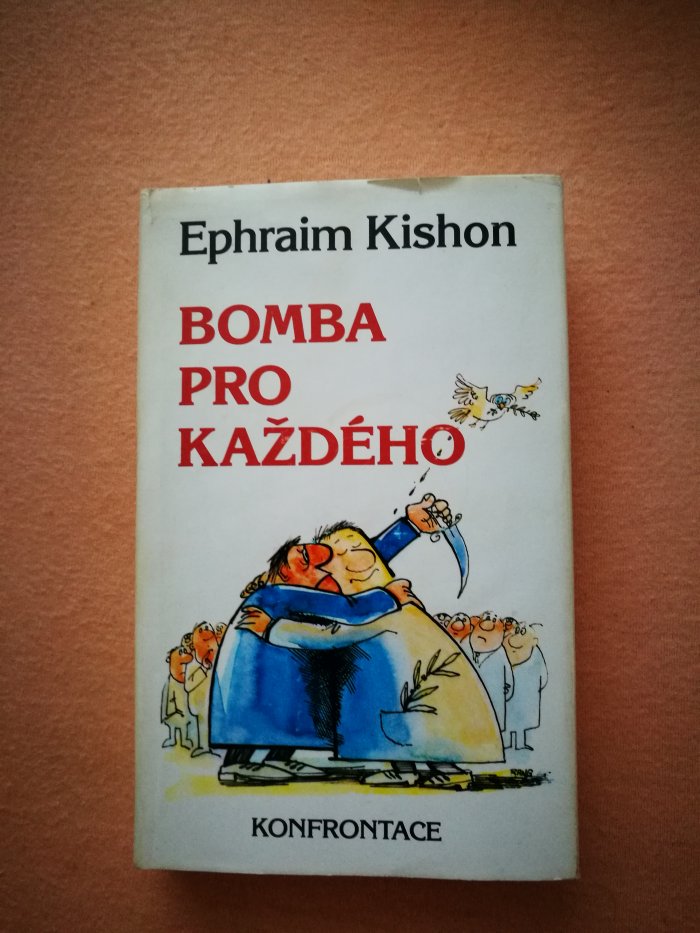 Ephraim Kishon
BOMBA
PRO
KAŽDÉHO
KONFRONTACE